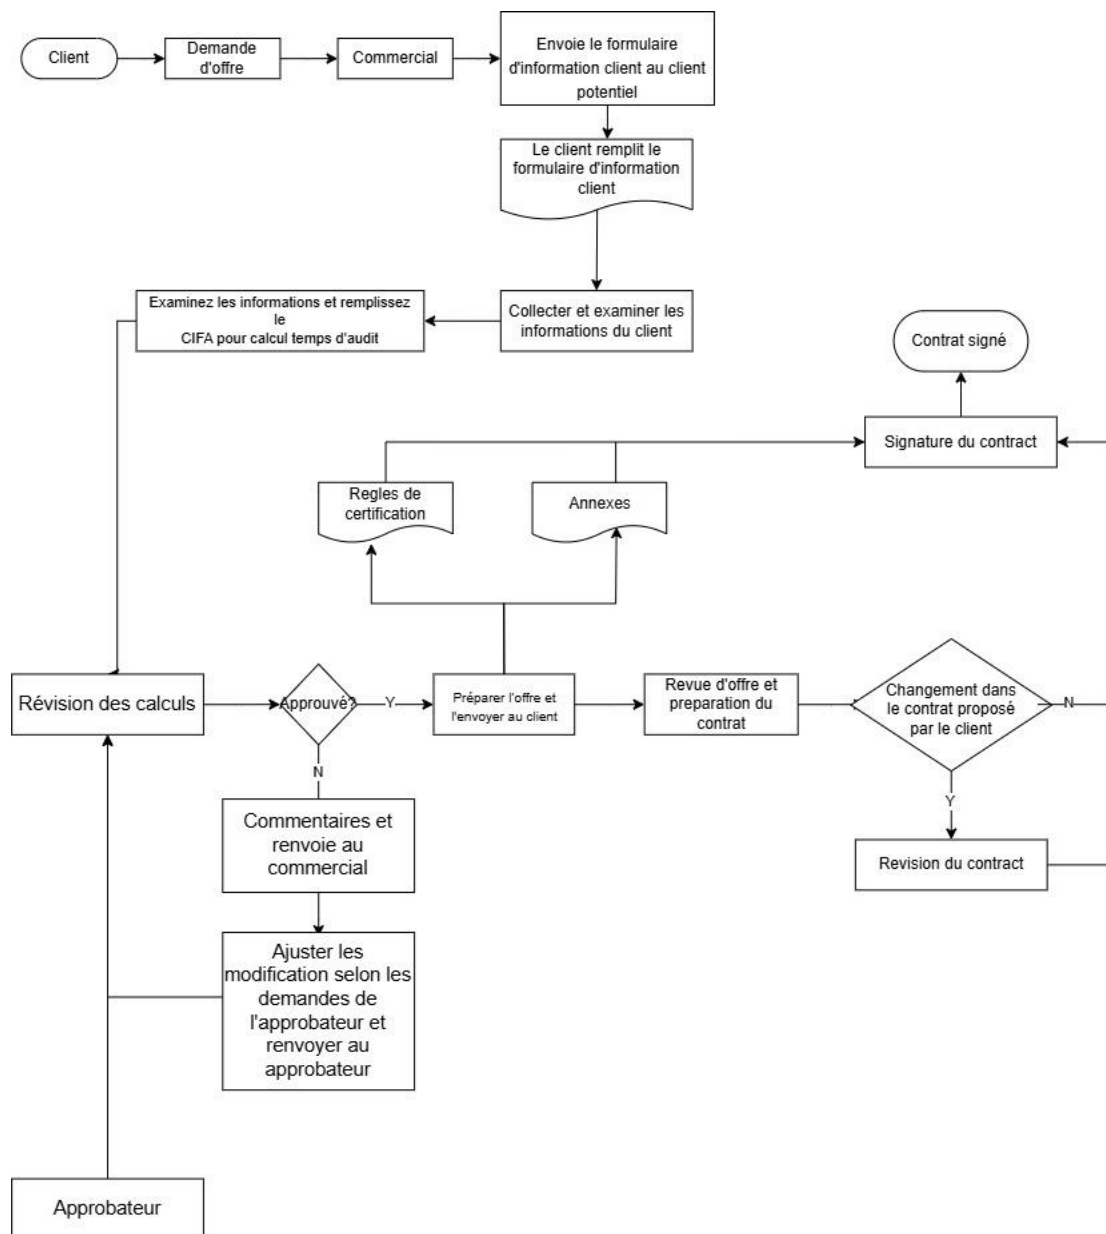 Client
Demande
d'offre
Commercial
Envoie le formulaire
d'information client au client
potentiel
Le client remplit le
formulaire d'information
client
Collecter et examiner les
informations du client
Examinez les informations et remplissez
le
CIFA pour calcul temps d'audit
Contrat signé
Signature du contract
Regles de
certification
Annexes
Révision des calculs
Approuvé?
Y
Préparer l'offre et
l'envoyer au client
Revue d'offre et
preparation du
contrat
Changement dans
le contrat proposé
par le client
N
N
Y
Commentaires et
renvoie au
commercial
Revision du contract
Ajuster les
modification selon les
demandes de
l'approbateur et
renvoyer au
approbateur
Approbateur